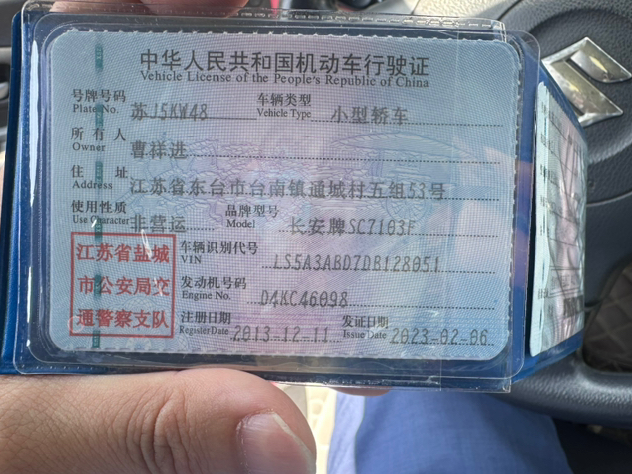 中华人民共和国机动车行驶证
Vehicle License of the People's Republic of China
号牌号码 苏J5KW48 车辆类型 小型轿车
Plate No. Vehicle Type
所有人 曹祥进
Owner
住址 江苏省东台市台南镇通城村五组53号
Address
使用性质 非营运 品牌型号 长安牌SC7103F
Use Character Model
江苏省盐城
市公安局交
通警察支队
车辆识别代号 LS5A3ABD7DB128051
VIN
发动机号码 D4KC46098
Engine No.
注册日期 2013-12-11 发证日期 2023-02-06
Register Date Issue Date